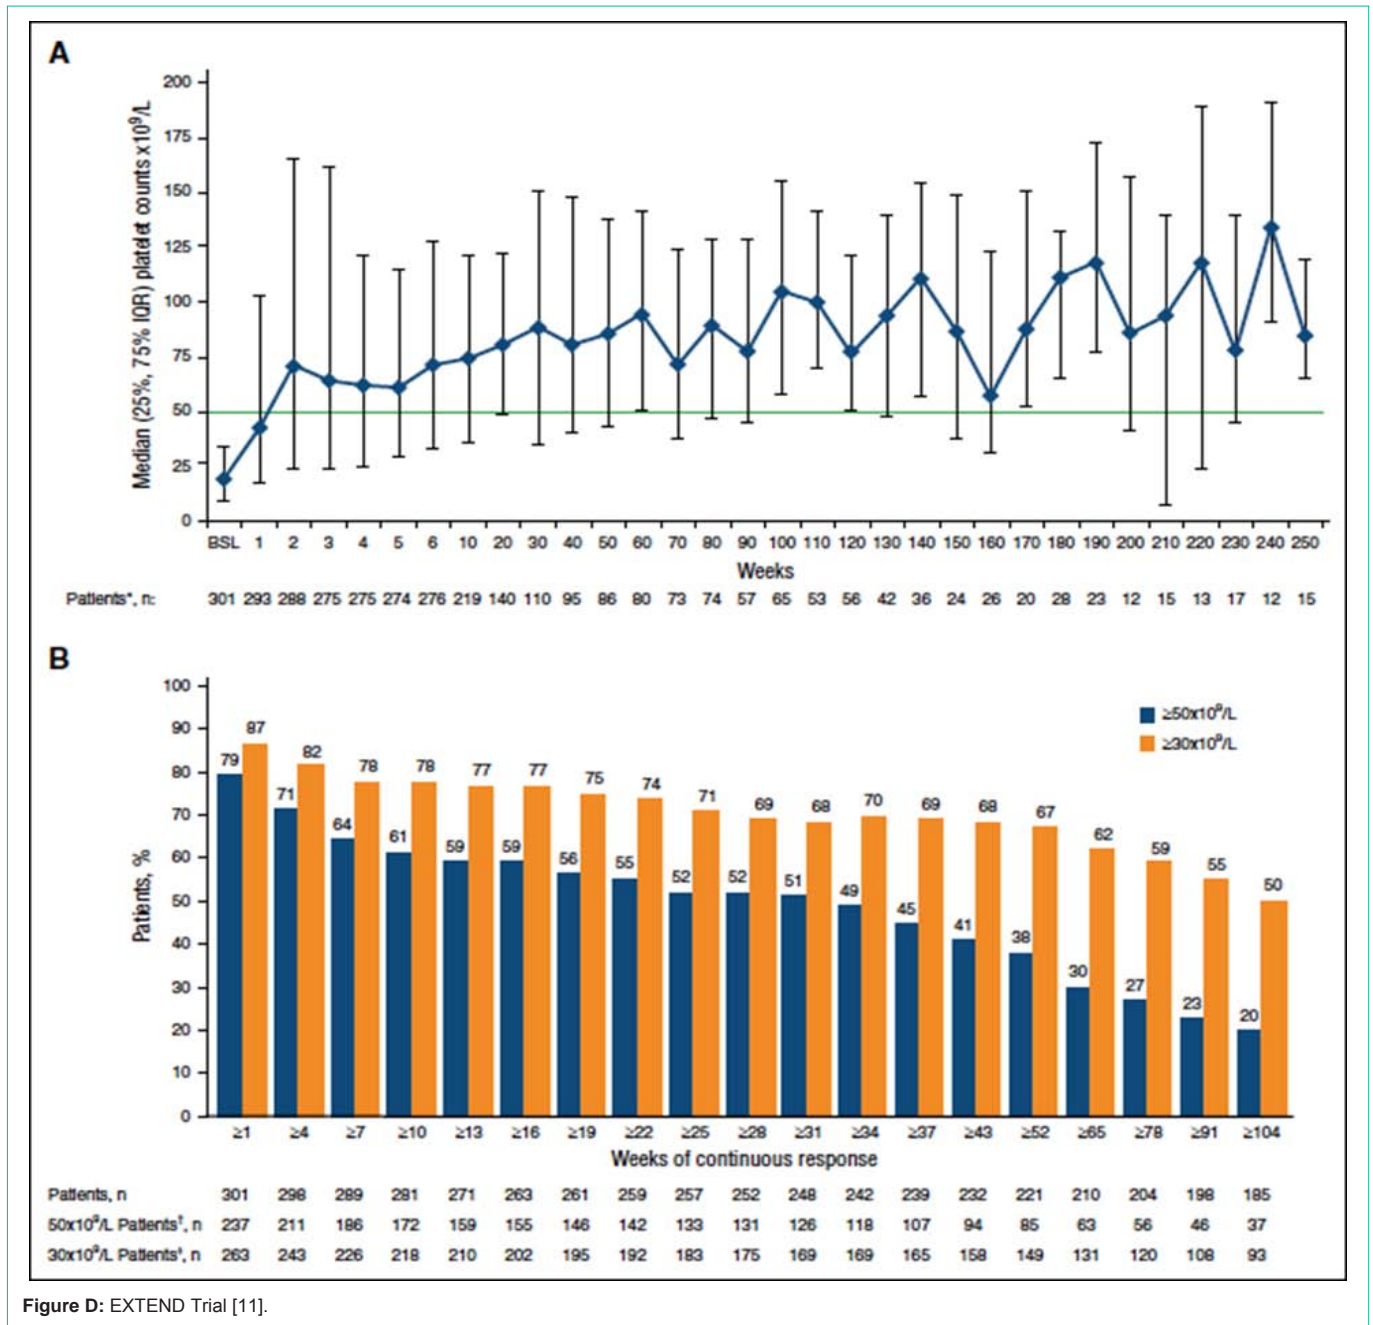 A
Median (25%, 75% IQR) platelet counts x10⁹/L
200
175
150
125
100
75
50
25
0
BSL 1 2 3 4 5 6 10 20 30 40 50 60 70 80 90 100 110 120 130 140 150 160 170 180 190 200 210 220 230 240 250
Weeks
Patients*, n: 301 293 288 275 275 274 276 219 140 110 95 86 80 73 74 57 65 53 56 42 36 24 26 20 28 23 12 15 13 17 12 15
B
Patients, %
100
90
80
70
60
50
40
30
20
10
0
≥50x10⁹/L
≥30x10⁹/L
79 87 71 82 64 78 61 78 59 77 59 77 56 75 55 74 52 71 52 69 51 68 49 70 45 69 41 68 38 67 30 62 27 59 23 55 20 50
≥1 ≥4 ≥7 ≥10 ≥13 ≥16 ≥19 ≥22 ≥25 ≥28 ≥31 ≥34 ≥37 ≥43 ≥52 ≥65 ≥78 ≥91 ≥104
Weeks of continuous response
Patients, n 301 298 289 281 271 263 261 259 257 252 248 242 239 232 221 210 204 198 185
50x10⁹/L Patients†, n 237 211 186 172 159 155 146 142 133 131 126 118 107 94 85 63 56 46 37
30x10⁹/L Patients‡, n 263 243 226 218 210 202 195 192 183 175 169 169 165 158 149 131 120 108 93
Figure D: EXTEND Trial [11].